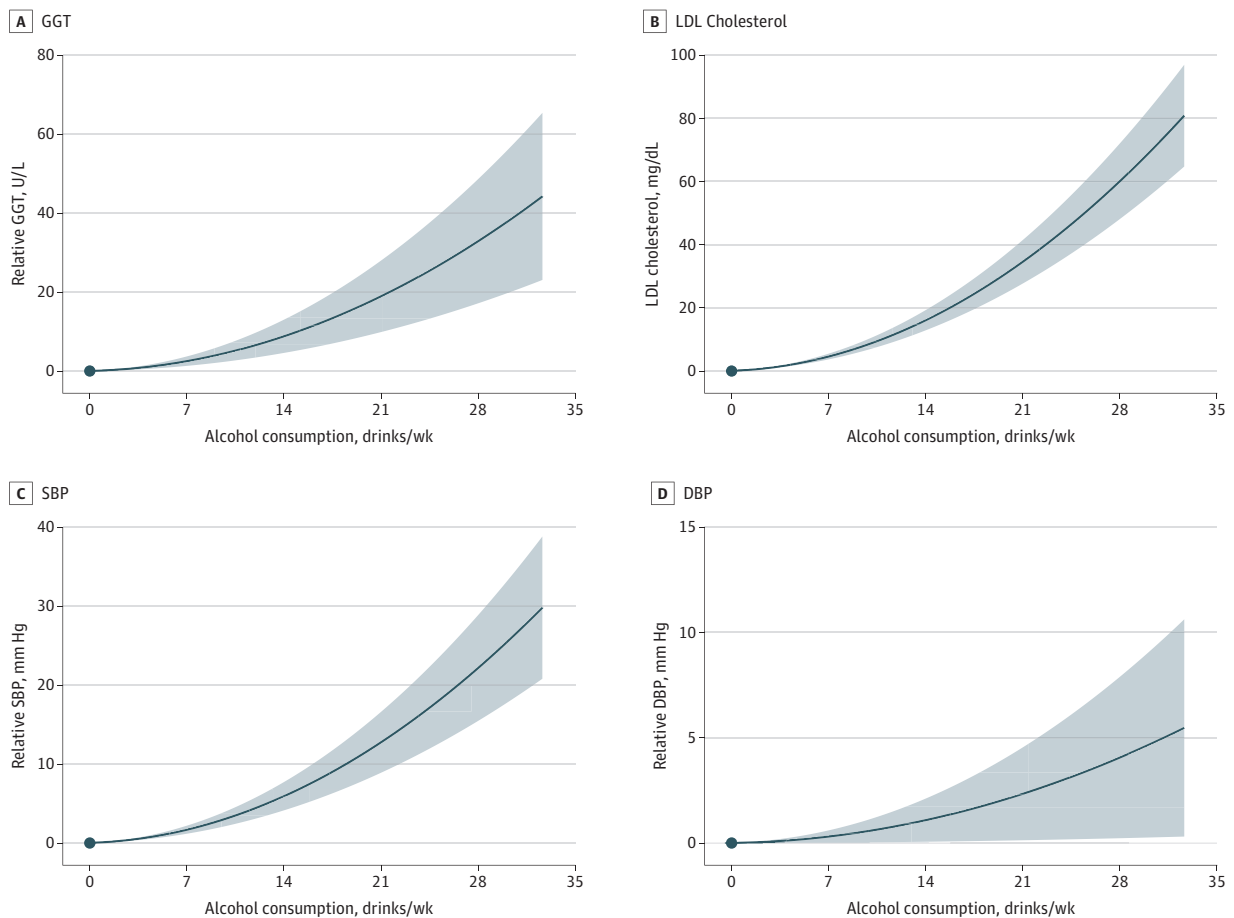 A GGT
80
60
40
20
0
Relative GGT, U/L
0 7 14 21 28 35
Alcohol consumption, drinks/wk
B LDL Cholesterol
100
80
60
40
20
0
LDL cholesterol, mg/dL
0 7 14 21 28 35
Alcohol consumption, drinks/wk
C SBP
40
30
20
10
0
Relative SBP, mm Hg
0 7 14 21 28 35
Alcohol consumption, drinks/wk
D DBP
15
10
5
0
Relative DBP, mm Hg
0 7 14 21 28 35
Alcohol consumption, drinks/wk